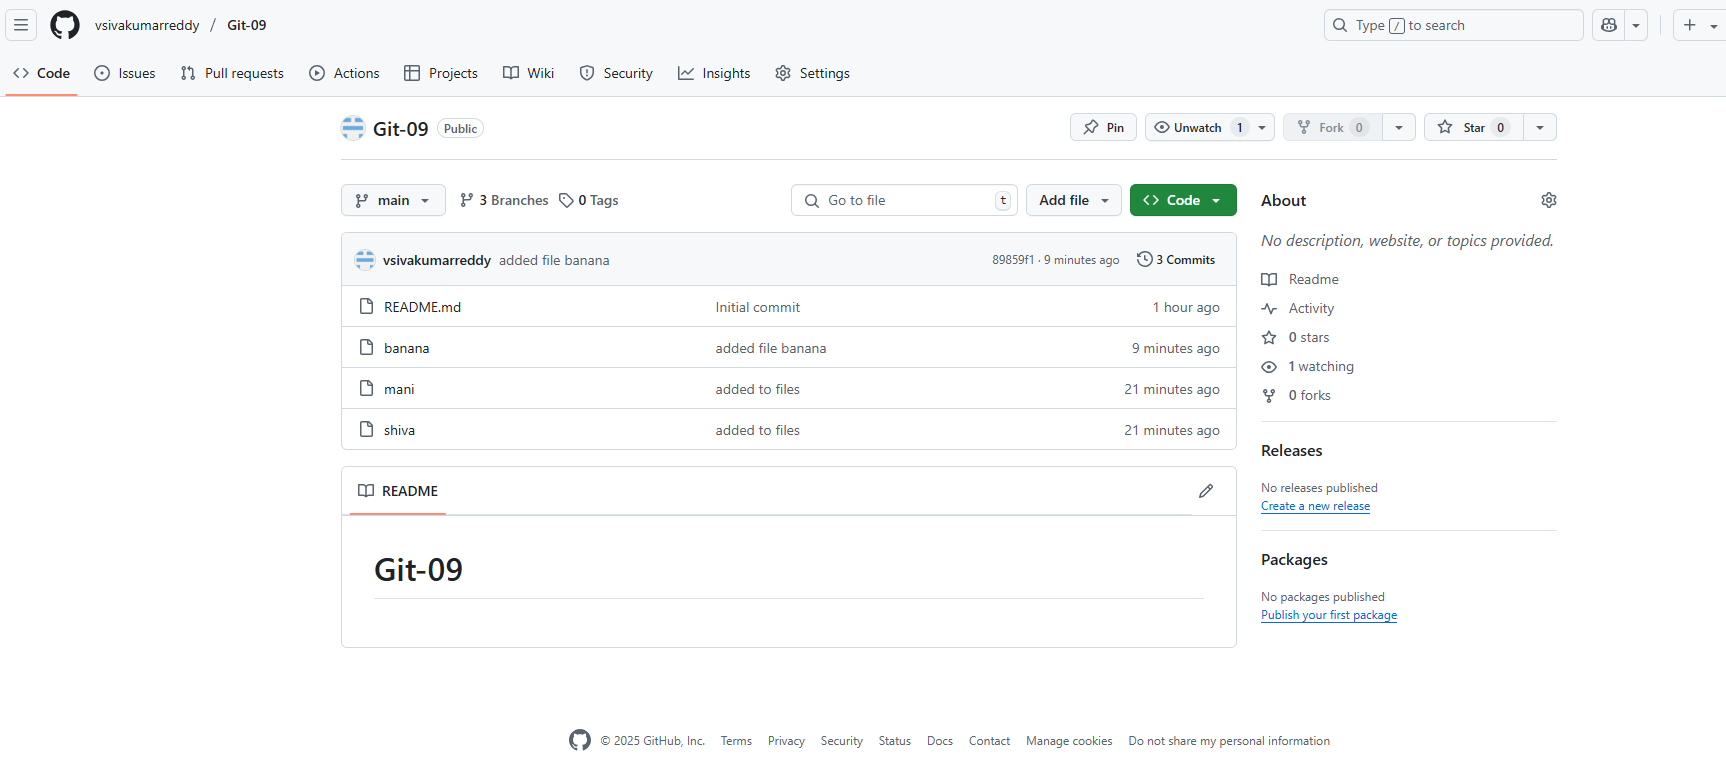 vsivakumarreddy / Git-09
Type / to search
Code Issues Pull requests Actions Projects Wiki Security Insights Settings
Git-09 Public
Pin Unwatch 1 Fork 0 Star 0
main 3 Branches 0 Tags Go to file t Add file Code
vsivakumarreddy added file banana 89859f1 · 9 minutes ago 3 Commits
README.md Initial commit 1 hour ago
banana added file banana 9 minutes ago
mani added to files 21 minutes ago
shiva added to files 21 minutes ago
README
Git-09
About
No description, website, or topics provided.
Readme
Activity
0 stars
1 watching
0 forks
Releases
No releases published
Create a new release
Packages
No packages published
Publish your first package
© 2025 GitHub, Inc. Terms Privacy Security Status Docs Contact Manage cookies Do not share my personal information